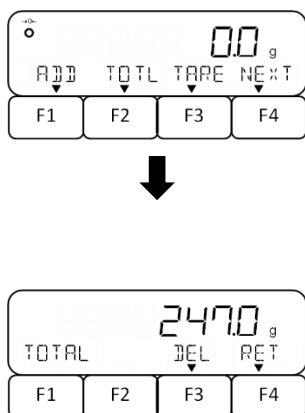 →0←
0.0 g
ADD TOTL TARE NEXT
F1 F2 F3 F4
247.0 g
TOTAL DEL RET
F1 F2 F3 F4